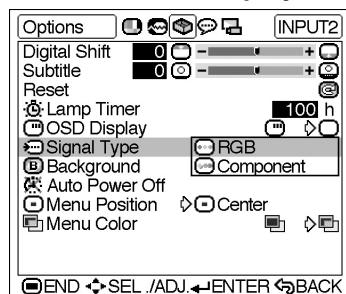 Options INPUT2
Digital Shift 0 - +
Subtitle 0 - +
Reset
Lamp Timer 100 h
OSD Display
Signal Type RGB
B Background Component
Auto Power Off
Menu Position Center
Menu Color
END SEL./ADJ. ENTER BACK